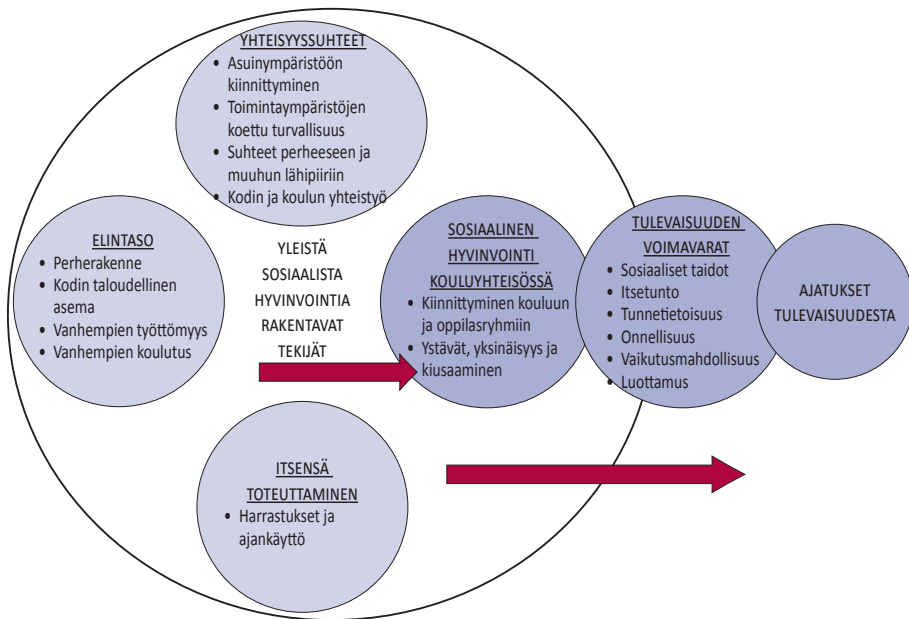 YHTEISYYSSUHTEET
• Asuinympäristöön
kiinnittyminen
• Toimintaympäristöjen
koettu turvallisuus
• Suhteet perheeseen ja
muuhun lähipiiriin
• Kodin ja koulun yhteistyö
ELINTASO
• Perherakenne
• Kodin taloudellinen
asema
• Vanhempien työttömyys
• Vanhempien koulutus
YLEISTÄ
SOSIAALISTA
HYVINVOINTIA
RAKENTAVAT
TEKIJÄT
SOSIAALINEN
HYVINVOINTI
KOULUYHTEISÖSSÄ
• Kiinnittyminen kouluun
ja oppilasryhmiin
• Ystävät, yksinäisyys ja
kiusaaminen
TULEVAISUUDEN
VOIMAVARAT
• Sosiaaliset taidot
• Itsetunto
• Tunnetietoisuus
• Onnellisuus
• Vaikutusmahdollisuus
• Luottamus
AJATUKSET
TULEVAISUUDESTA
ITSENSÄ
TOTEUTTAMINEN
• Harrastukset ja
ajankäyttö